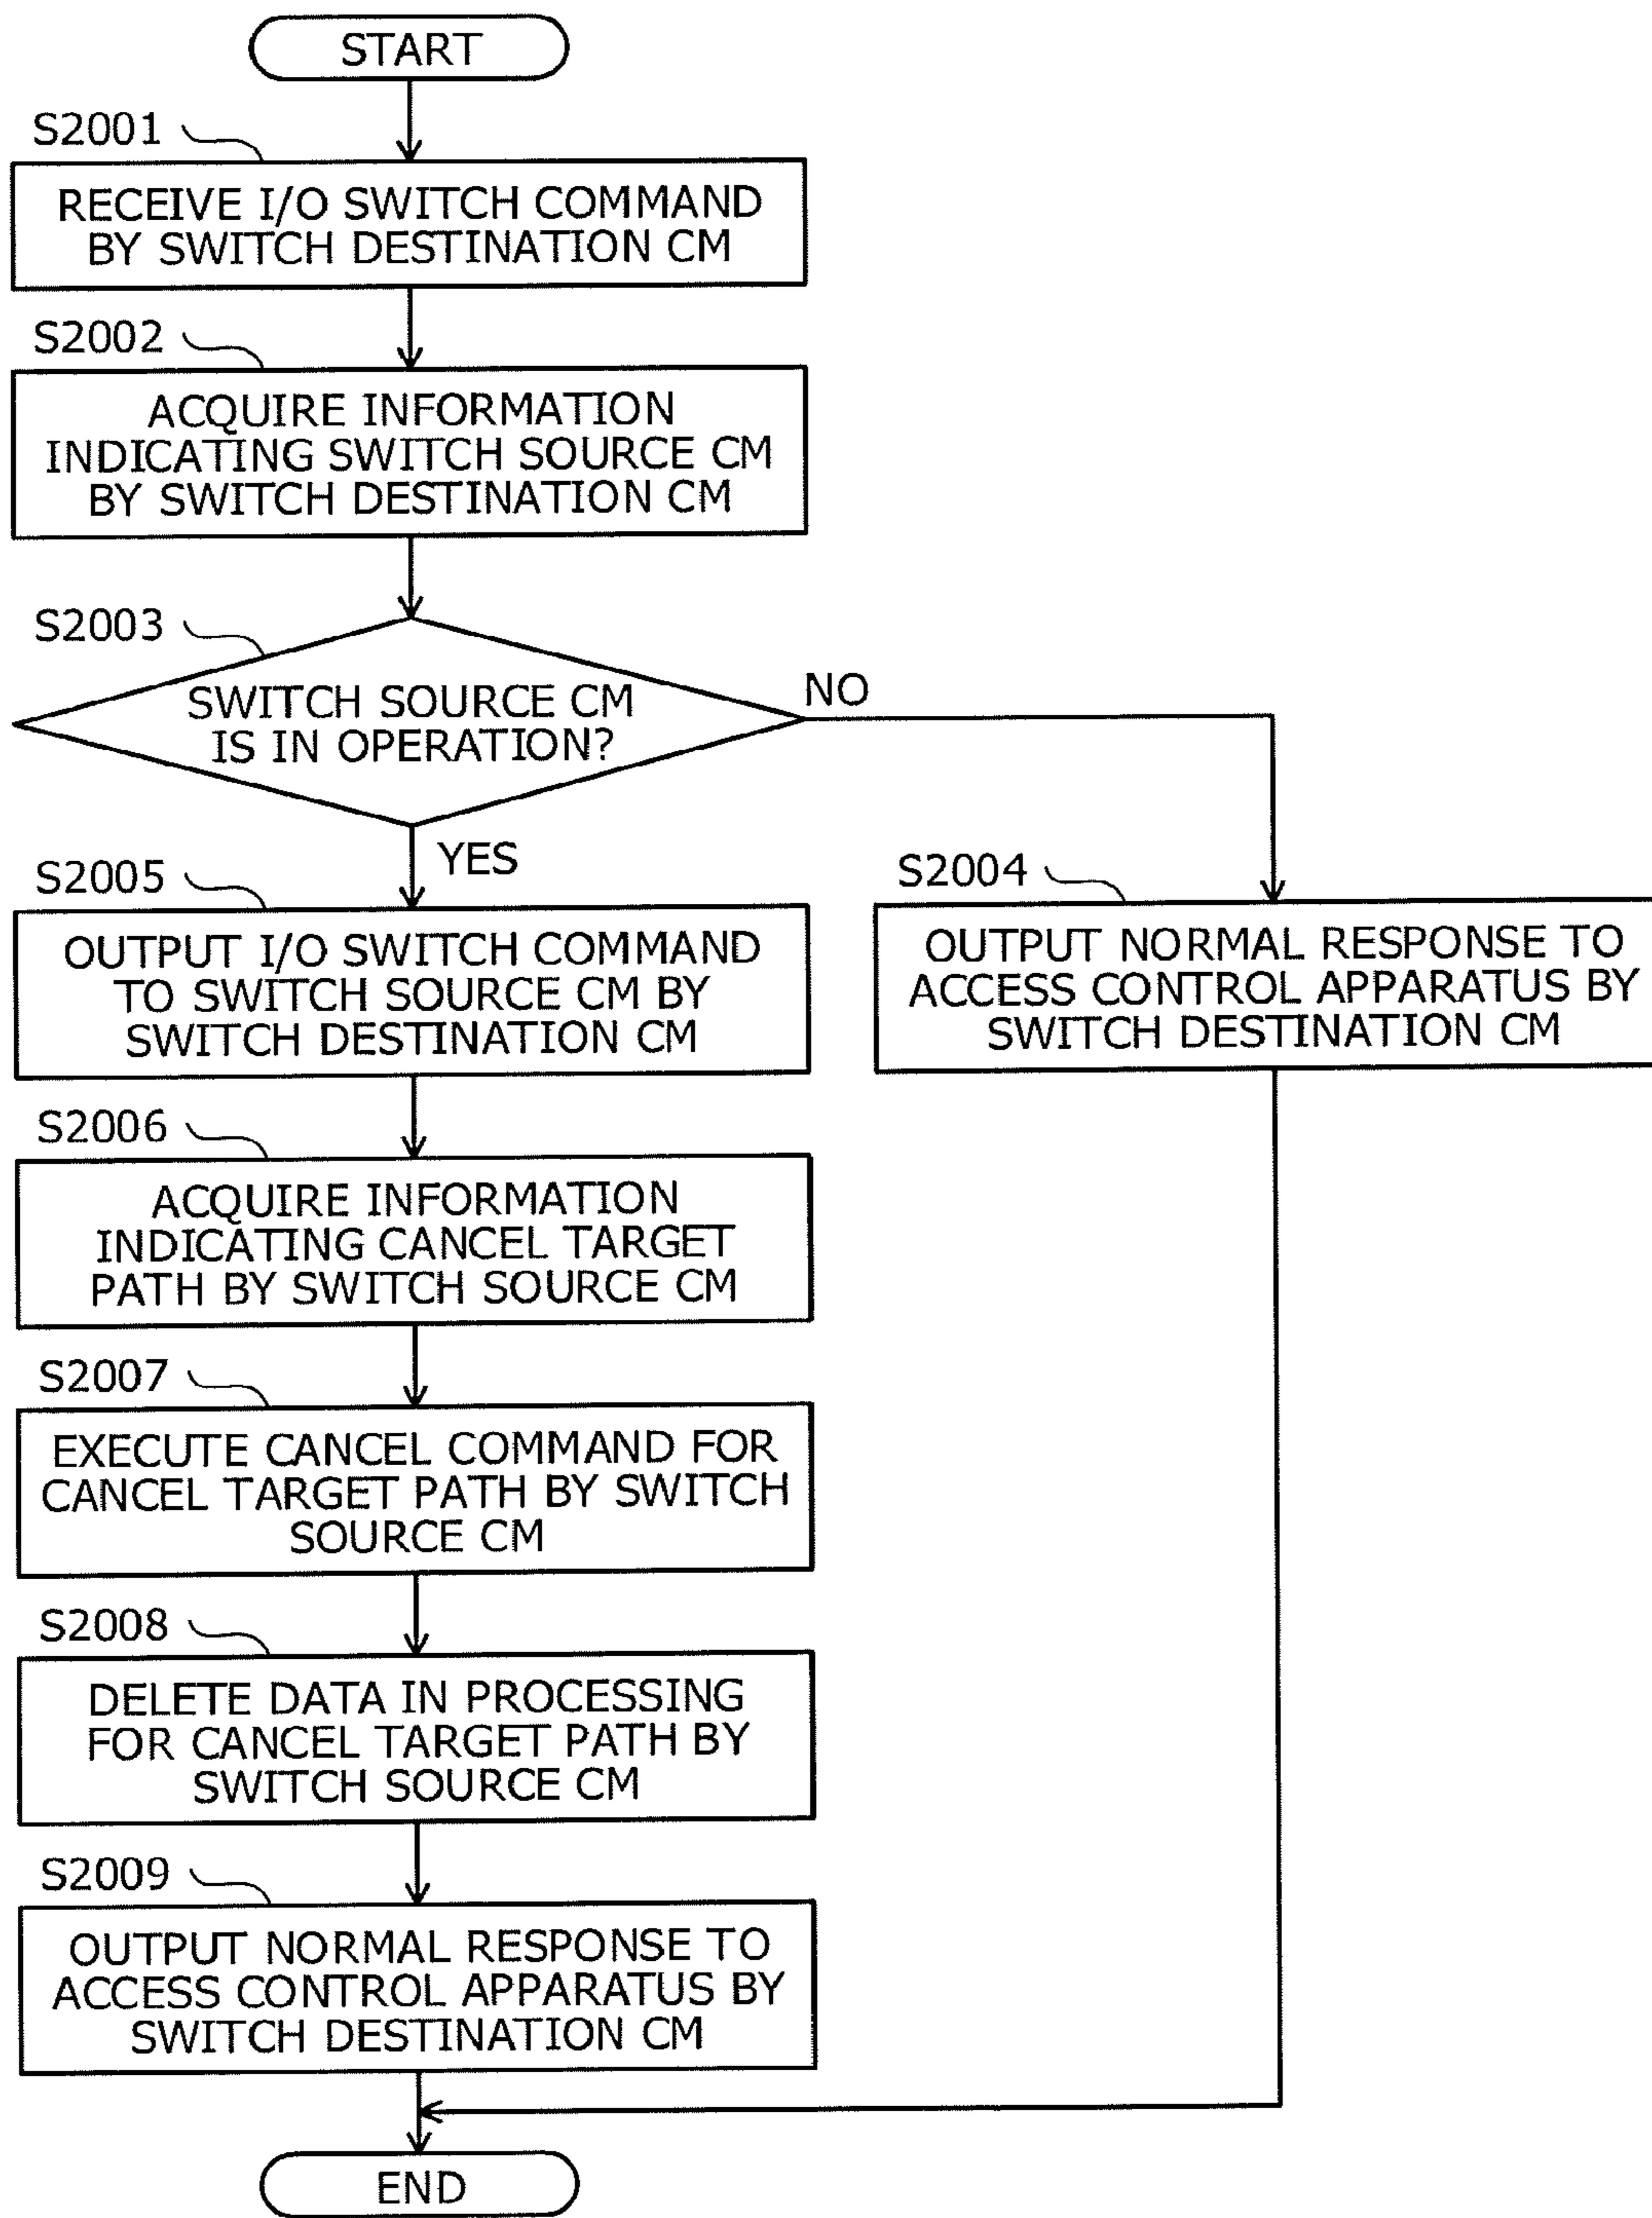 START
S2001
RECEIVE I/O SWITCH COMMAND
BY SWITCH DESTINATION CM
S2002
ACQUIRE INFORMATION
INDICATING SWITCH SOURCE CM
BY SWITCH DESTINATION CM
S2003
SWITCH SOURCE CM
IS IN OPERATION?
NO
YES
S2004
OUTPUT NORMAL RESPONSE TO
ACCESS CONTROL APPARATUS BY
SWITCH DESTINATION CM
S2005
OUTPUT I/O SWITCH COMMAND
TO SWITCH SOURCE CM BY
SWITCH DESTINATION CM
S2006
ACQUIRE INFORMATION
INDICATING CANCEL TARGET
PATH BY SWITCH SOURCE CM
S2007
EXECUTE CANCEL COMMAND FOR
CANCEL TARGET PATH BY SWITCH
SOURCE CM
S2008
DELETE DATA IN PROCESSING
FOR CANCEL TARGET PATH BY
SWITCH SOURCE CM
S2009
OUTPUT NORMAL RESPONSE TO
ACCESS CONTROL APPARATUS BY
SWITCH DESTINATION CM
END